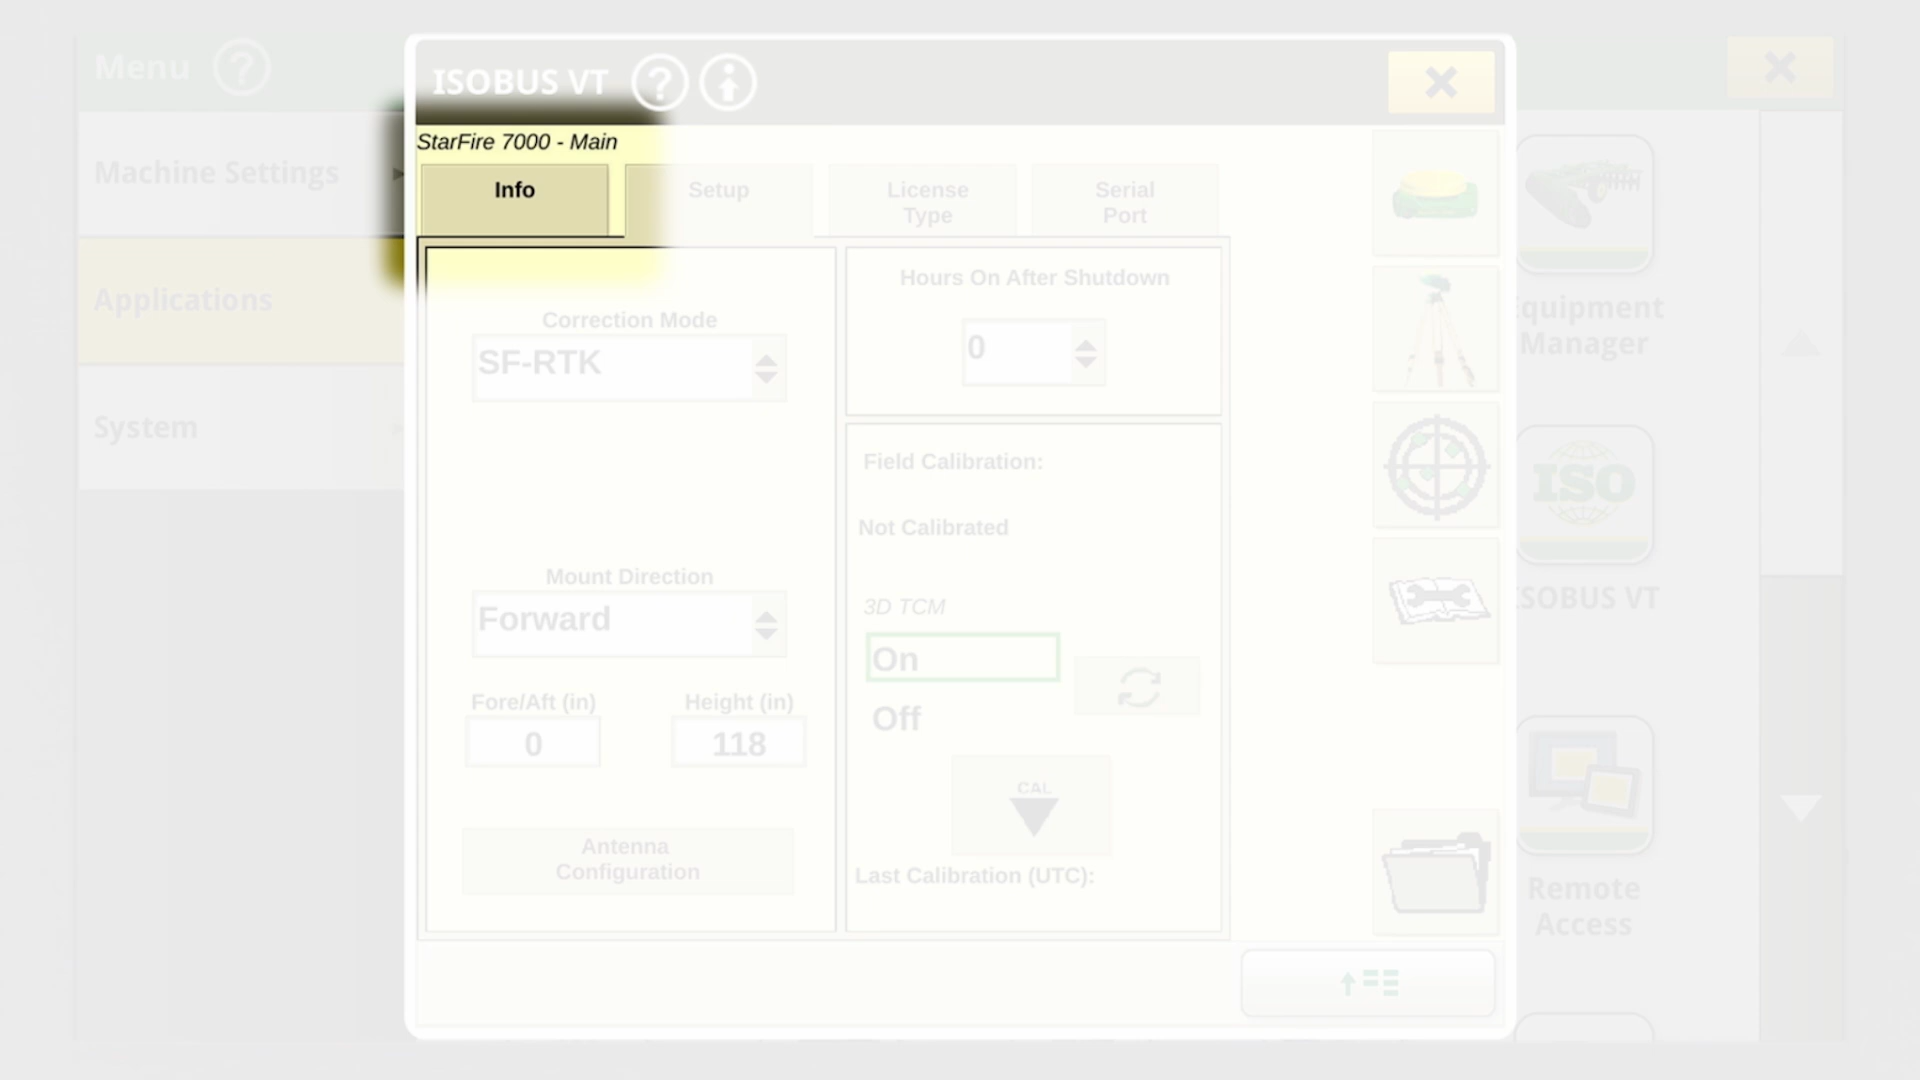 Menu ?
Machine Settings
Applications
System
ISOBUS VT ?
StarFire 7000 - Main
Info
Setup
License
Type
Serial
Port
Correction Mode
SF-RTK
Mount Direction
Forward
Fore/Aft (in)
Height (in)
0
118
Antenna
Configuration
Hours On After Shutdown
0
Field Calibration:
Not Calibrated
3D TCM
On
Off
CAL
Last Calibration (UTC):
Manager
ISO
VT
Remote
Access